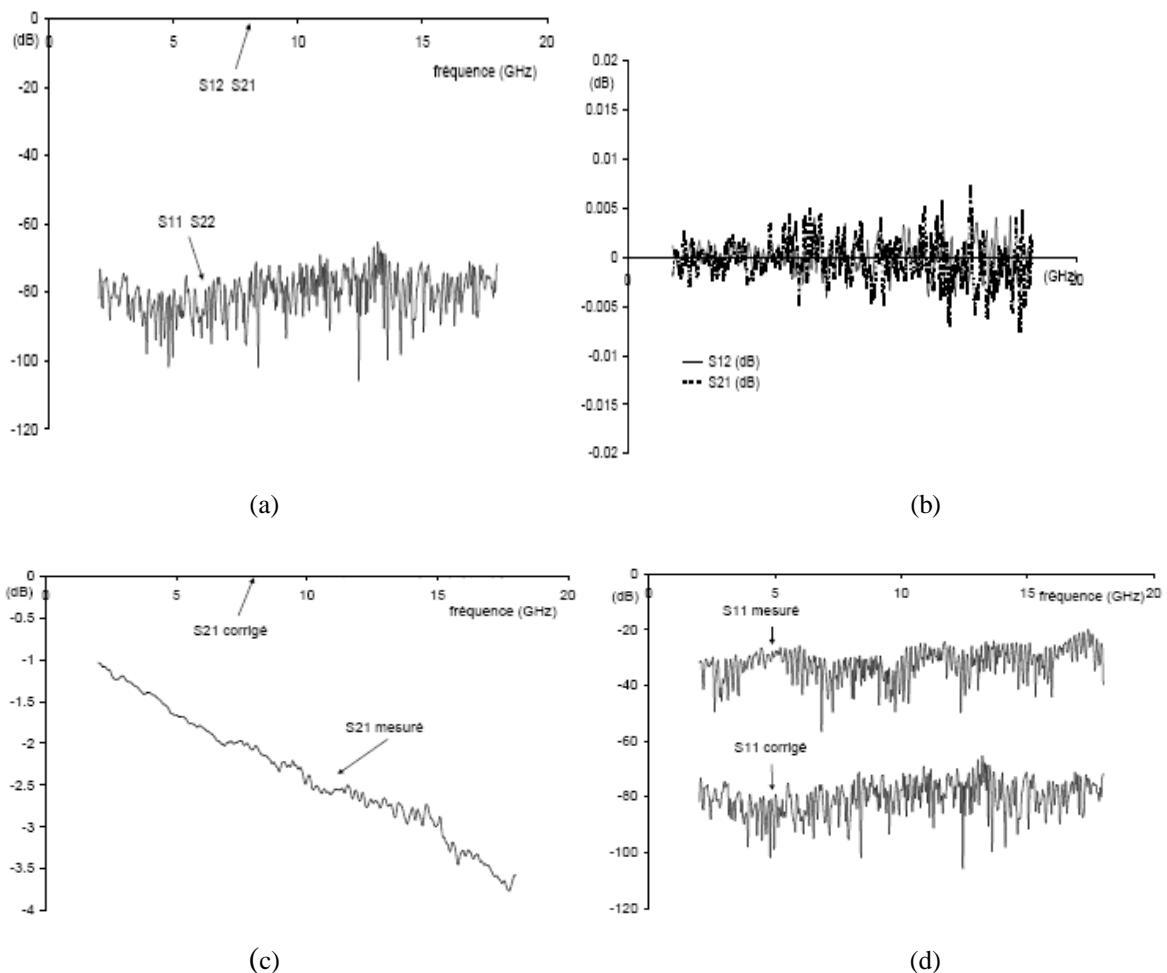 0
(dB)
0
5
10
15
20
fréquence (GHz)
S12 S21
-20
-40
-60
S11 S22
-80
-100
-120
(a)
0.02
(dB)
0.015
0.01
0.005
0
0
(GHz)
20
-0.005
-0.01
S12 (dB)
S21 (dB)
-0.015
-0.02
(b)
0
(dB)
0
5
10
15
20
fréquence (GHz)
-0.5
S21 corrigé
-1
-1.5
S21 mesuré
-2
-2.5
-3
-3.5
-4
(c)
0
(dB)
0
5
10
15
20
fréquence (GHz)
S11 mesuré
-20
-40
-60
S11 corrigé
-80
-100
-120
(d)